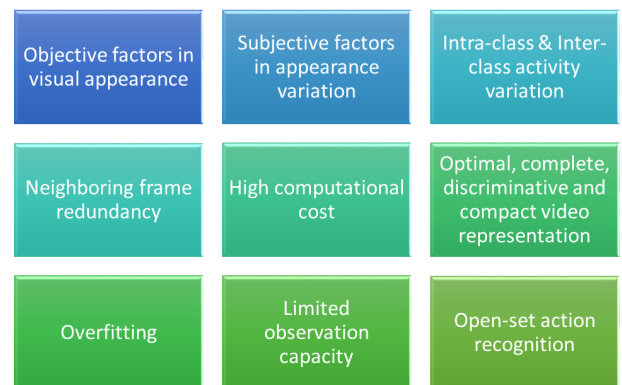 Objective factors in
visual appearance
Subjective factors
in appearance
variation
Intra-class & Inter-
class activity
variation
Neighboring frame
redundancy
High computational
cost
Optimal, complete,
discriminative and
compact video
representation
Overfitting
Limited
observation
capacity
Open-set action
recognition